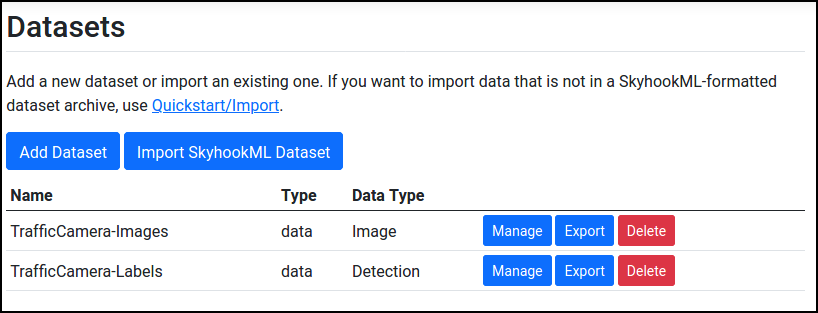 Datasets
Add a new dataset or import an existing one. If you want to import data that is not in a SkyhookML-formatted
dataset archive, use Quickstart/Import.
Add Dataset Import SkyhookML Dataset
Name Type Data Type
TrafficCamera-Images data Image Manage Export Delete
TrafficCamera-Labels data Detection Manage Export Delete